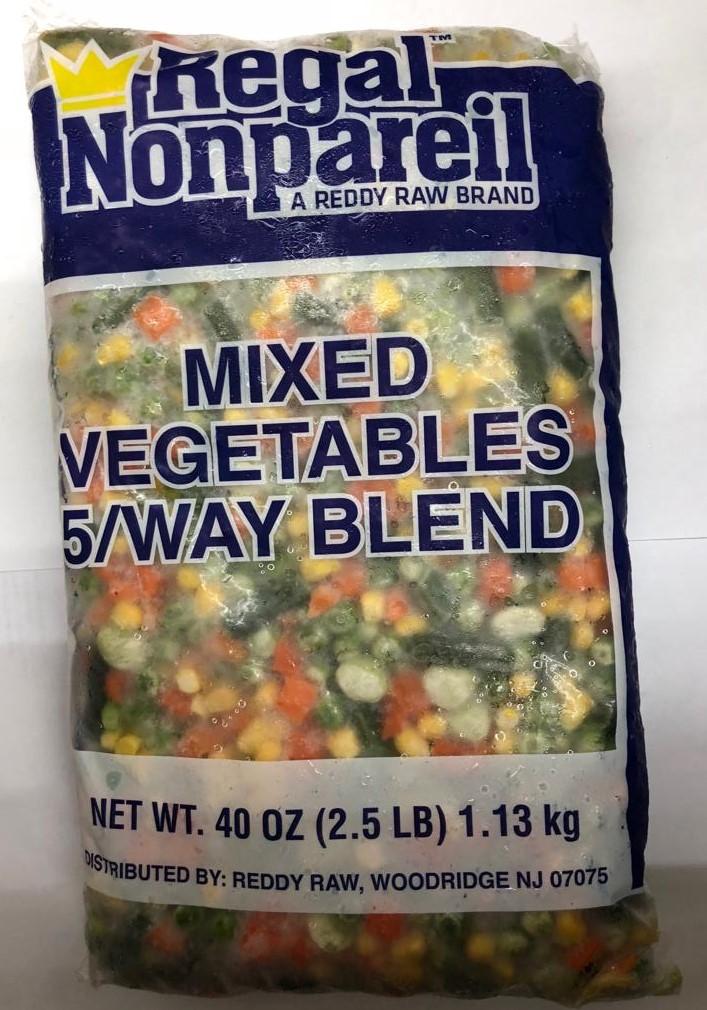 Regal™
Nonpareil
A REDDY RAW BRAND
MIXED
VEGETABLES
5/WAY BLEND
NET WT. 40 OZ (2.5 LB) 1.13 kg
DISTRIBUTED BY: REDDY RAW, WOODRIDGE NJ 07075